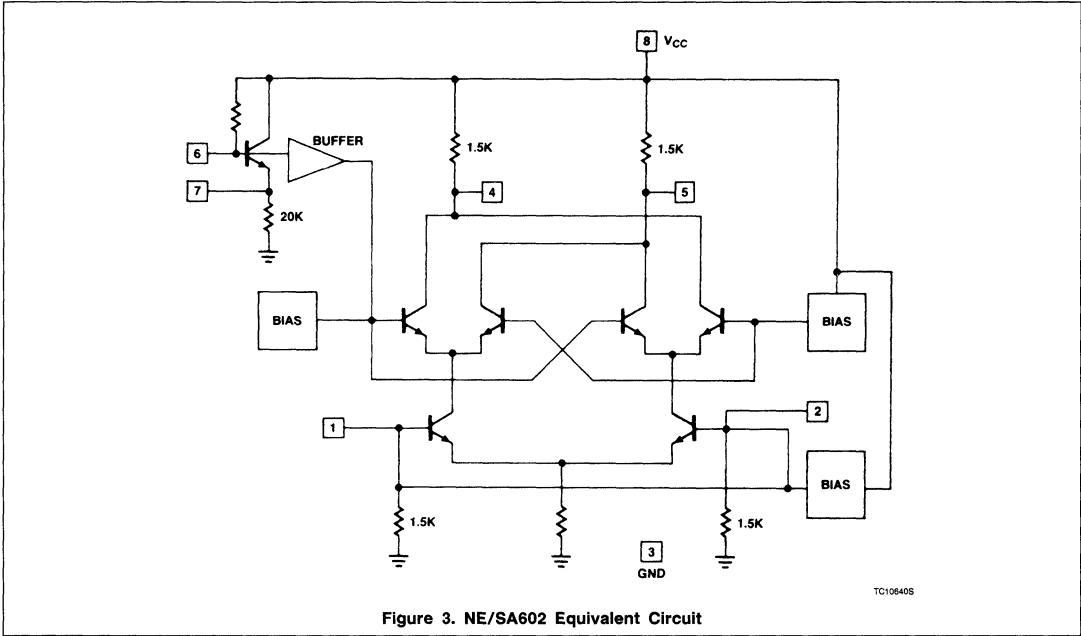 8 VCC
BUFFER
1.5K
1.5K
6
4
5
7
20K
BIAS
BIAS
1
2
BIAS
1.5K
1.5K
3
GND
TC10640S
Figure 3. NE/SA602 Equivalent Circuit